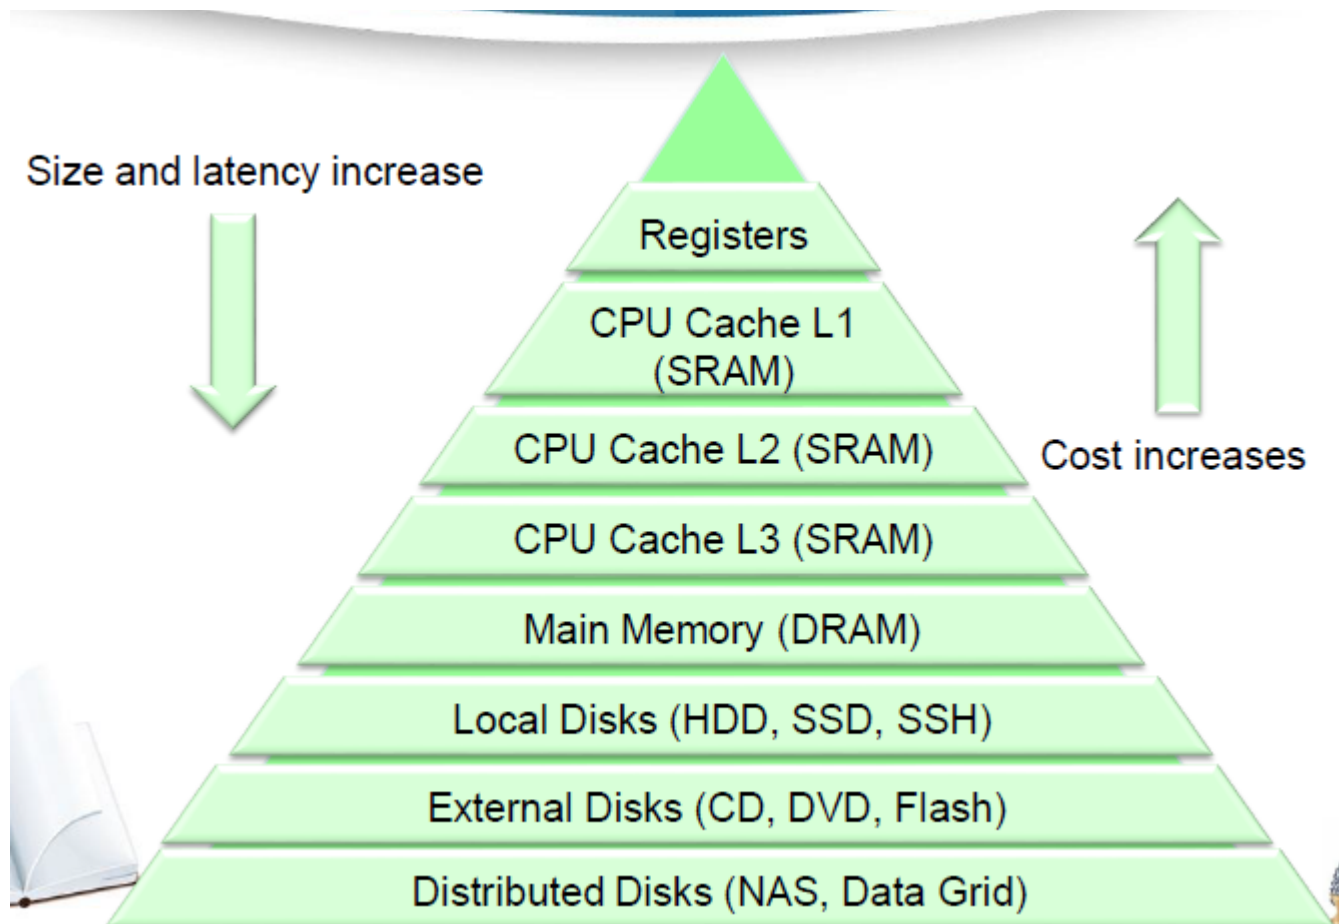 Size and latency increase
Registers
CPU Cache L1
(SRAM)
CPU Cache L2 (SRAM)
Cost increases
CPU Cache L3 (SRAM)
Main Memory (DRAM)
Local Disks (HDD, SSD, SSH)
External Disks (CD, DVD, Flash)
Distributed Disks (NAS, Data Grid)